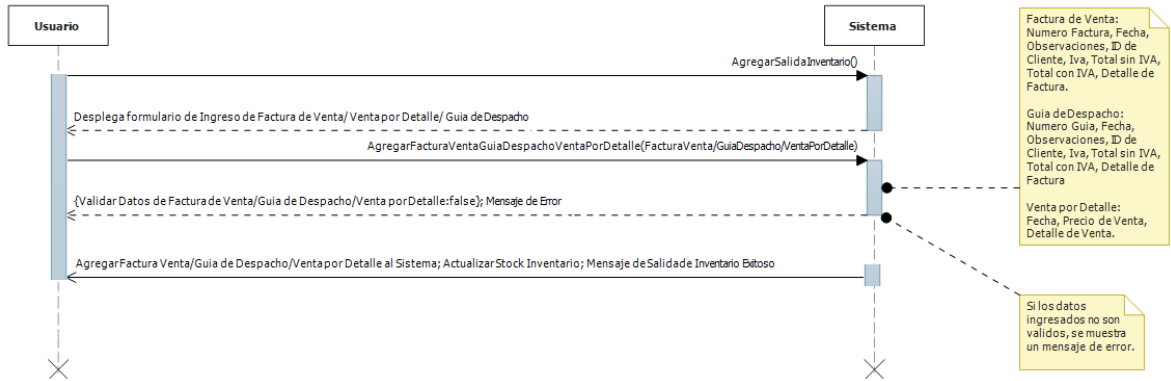 Usuario
Sistema
AgregarSalidaInventario()
Desplega formulario de Ingreso de Factura de Venta/ Venta por Detalle/ Guia de Despacho
AgregarFacturaVentaGuiaDespachoVentaPorDetalle(FacturaVenta/GuiaDespacho/VentaPorDetalle)
{Validar Datos de Factura de Venta/Guia de Despacho/Venta por Detalle:false}; Mensaje de Error
AgregarFactura Venta/Guia de Despacho/Venta por Detalle al Sistema; Actualizar Stock Inventario; Mensaje de Salida de Inventario Exitoso
Factura de Venta:
Numero Factura, Fecha,
Observaciones, ID de
Cliente, Iva, Total sin IVA,
Total con IVA, Detalle de
Factura.
Guia de Despacho:
Numero Guia, Fecha,
Observaciones, ID de
Cliente, Iva, Total sin IVA,
Total con IVA, Detalle de
Factura
Venta por Detalle:
Fecha, Precio de Venta,
Detalle de Venta.
Si los datos
ingresados no son
validos, se muestra
un mensaje de error.